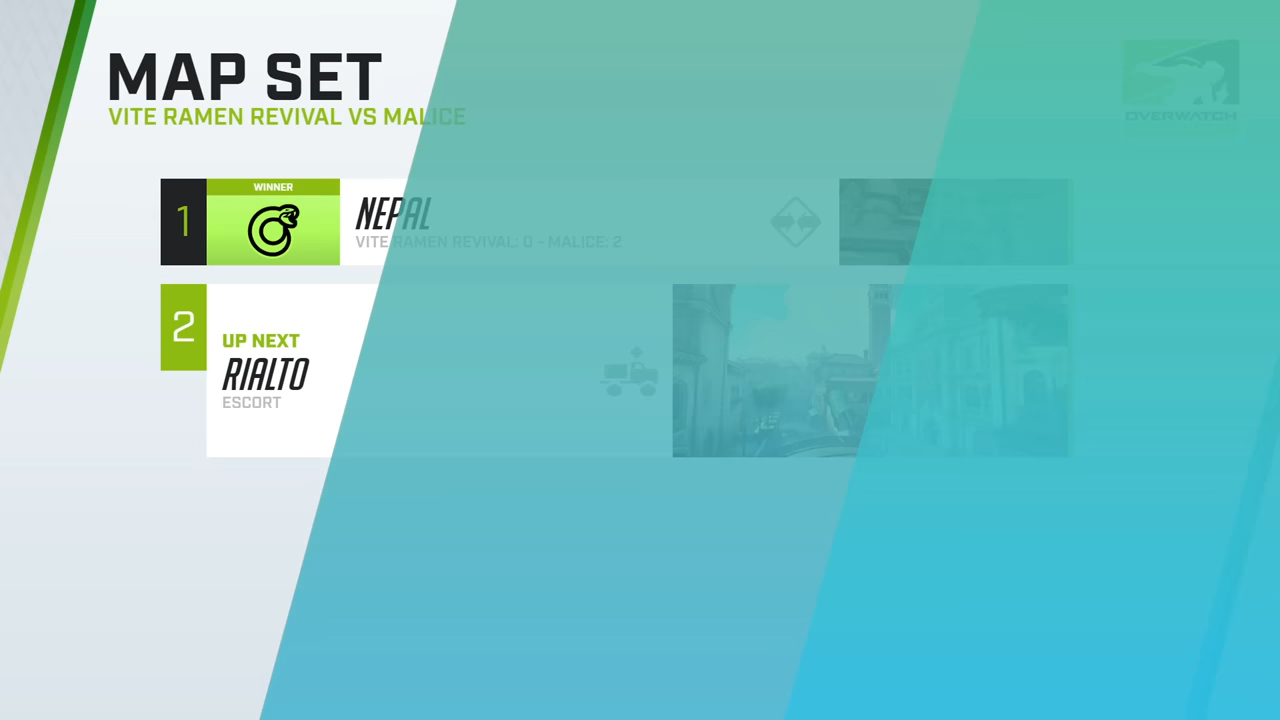 MAP SET
VITE RAMEN REVIVAL VS MALICE
OVERWATCH
1
WINNER
NEPAL
VITE RAMEN REVIVAL: 0 - MALICE: 2
2
UP NEXT
RIALTO
ESCORT